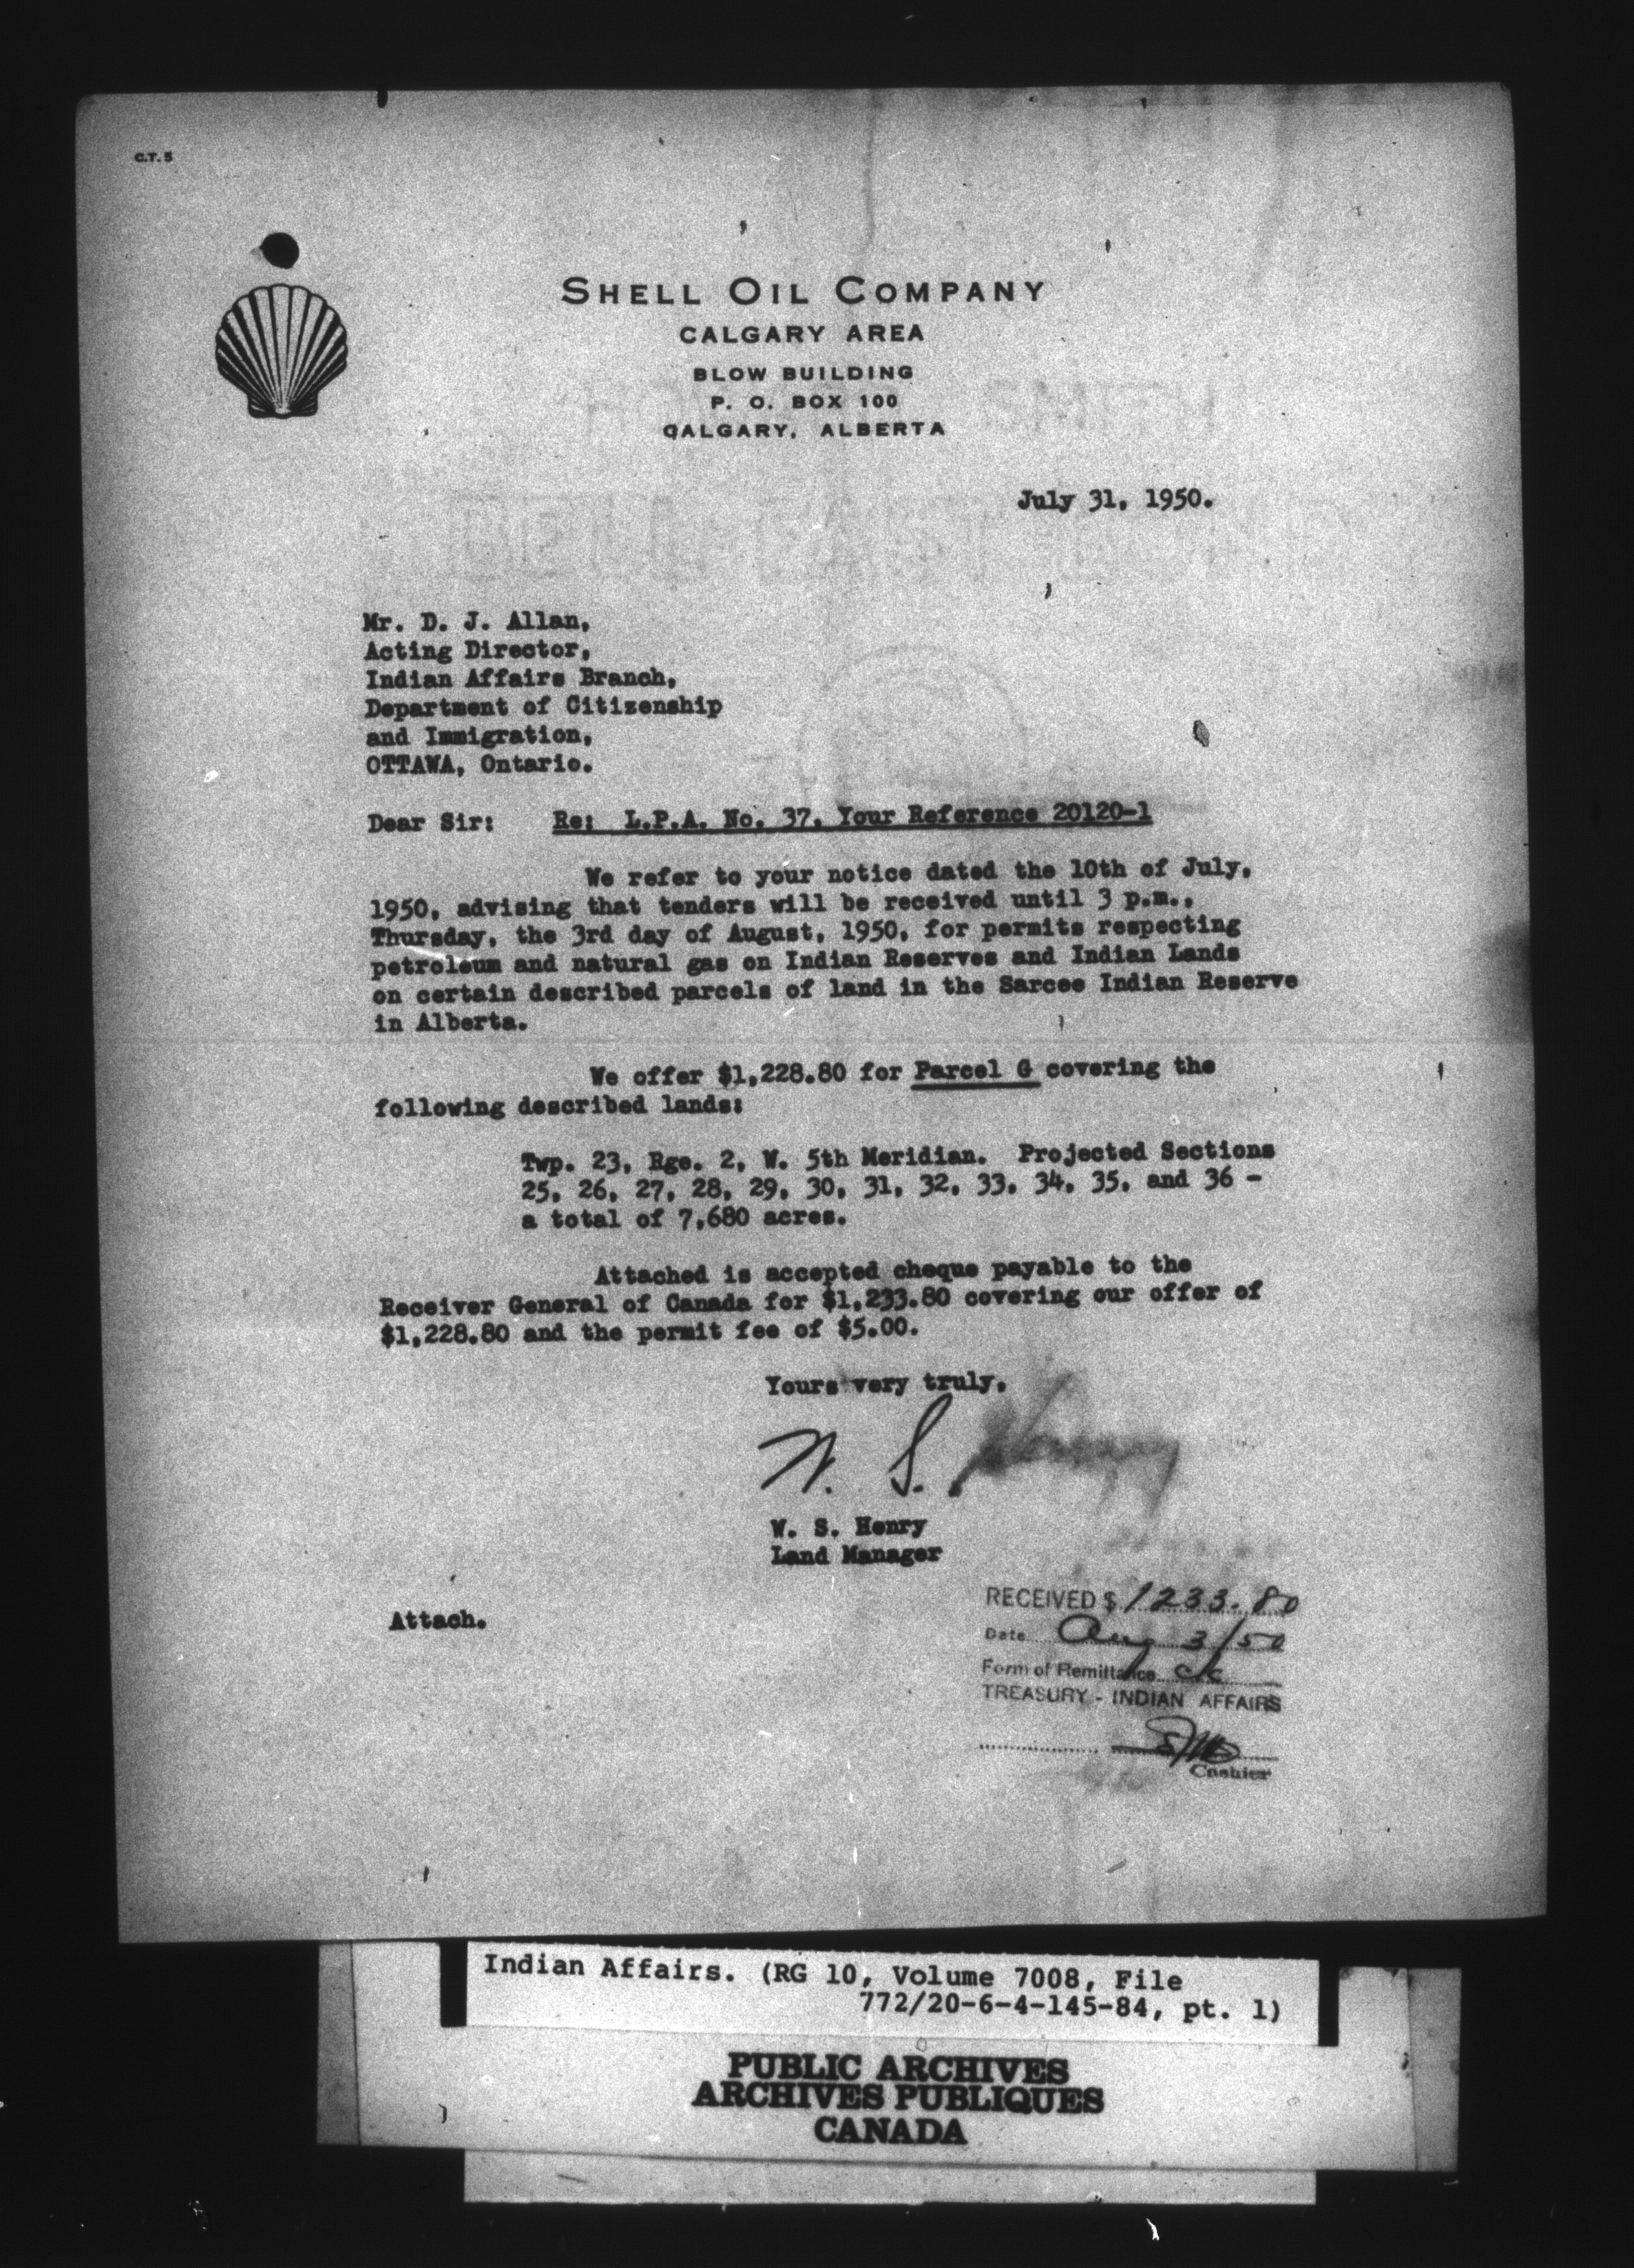 C.T. 5
SHELL OIL COMPANY
CALGARY AREA
BLOW BUILDING
P. O. BOX 100
CALGARY, ALBERTA
July 31, 1950.
Mr. D. J. Allan,
Acting Director,
Indian Affairs Branch,
Department of Citizenship
and Immigration,
OTTAWA, Ontario.
Dear Sir: Re: L.P.A. No. 37, Your Reference 20120-1
We refer to your notice dated the 10th of July,
1950, advising that tenders will be received until 3 p.m.,
Thursday, the 3rd day of August, 1950, for permits respecting
petroleum and natural gas on Indian Reserves and Indian Lands
on certain described parcels of land in the Sarcee Indian Reserve
in Alberta.
We offer $1,228.80 for Parcel G covering the
following described lands:
Twp. 23, Rge. 2, W. 5th Meridian. Projected Sections
25, 26, 27, 28, 29, 30, 31, 32, 33, 34, 35, and 36 -
a total of 7,680 acres.
Attached is accepted cheque payable to the
Receiver General of Canada for $1,233.80 covering our offer of
$1,228.80 and the permit fee of $5.00.
Yours very truly,
W. S. Henry
W. S. Henry
Land Manager
Attach.
RECEIVED $ 1233.80
Date Aug 3/50
Form of Remittance c/c
TREASURY - INDIAN AFFAIRS
Cashier
Indian Affairs. (RG 10, Volume 7008, File
772/20-6-4-145-84, pt. 1)
PUBLIC ARCHIVES
ARCHIVES PUBLIQUES
CANADA